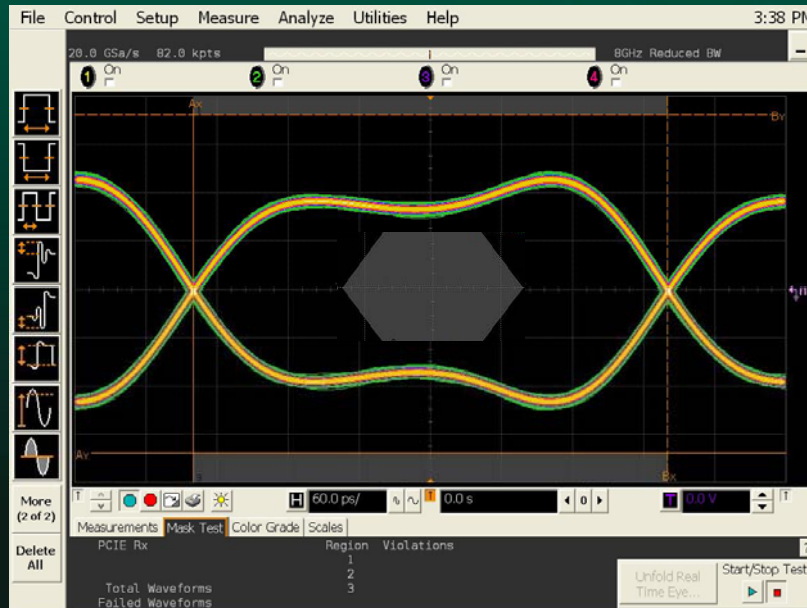 File Control Setup Measure Analyze Utilities Help 3:38 PM
20.0 GSa/s 82.0 kpts 8GHz Reduced BW
1 On 2 On 3 On 4 On
Ax
By
Ay
Bx
More
(2 of 2)
Delete
All
H 60.0 ps/ T 0.0 s 0 T 0.0 V
Measurements Mask Test Color Grade Scales
PCIE Rx Region Violations
1
2
Total Waveforms 3
Failed Waveforms
Unfold Real
Time Eye...
Start/Stop Test